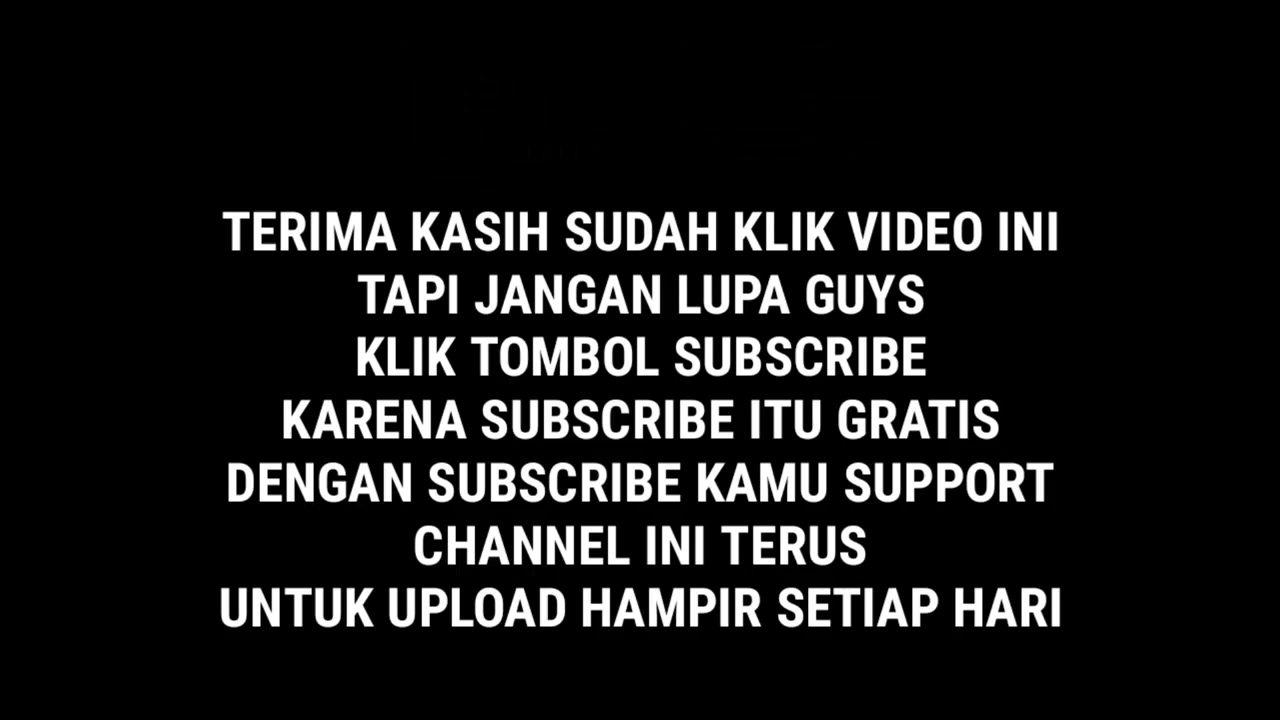 TERIMA KASIH SUDAH KLIK VIDEO INI
TAPI JANGAN LUPA GUYS
KLIK TOMBOL SUBSCRIBE
KARENA SUBSCRIBE ITU GRATIS
DENGAN SUBSCRIBE KAMU SUPPORT
CHANNEL INI TERUS
UNTUK UPLOAD HAMPIR SETIAP HARI